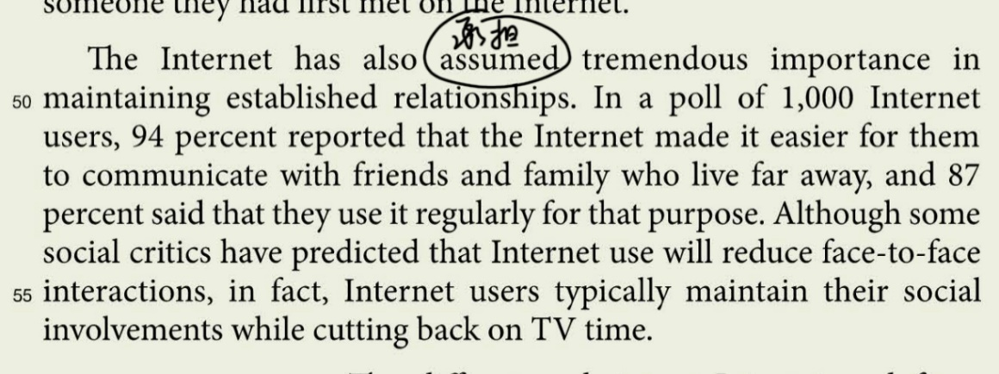 someone they had first met on the Internet.
承担
The Internet has also assumed tremendous importance in
50 maintaining established relationships. In a poll of 1,000 Internet
users, 94 percent reported that the Internet made it easier for them
to communicate with friends and family who live far away, and 87
percent said that they use it regularly for that purpose. Although some
social critics have predicted that Internet use will reduce face-to-face
55 interactions, in fact, Internet users typically maintain their social
involvements while cutting back on TV time.